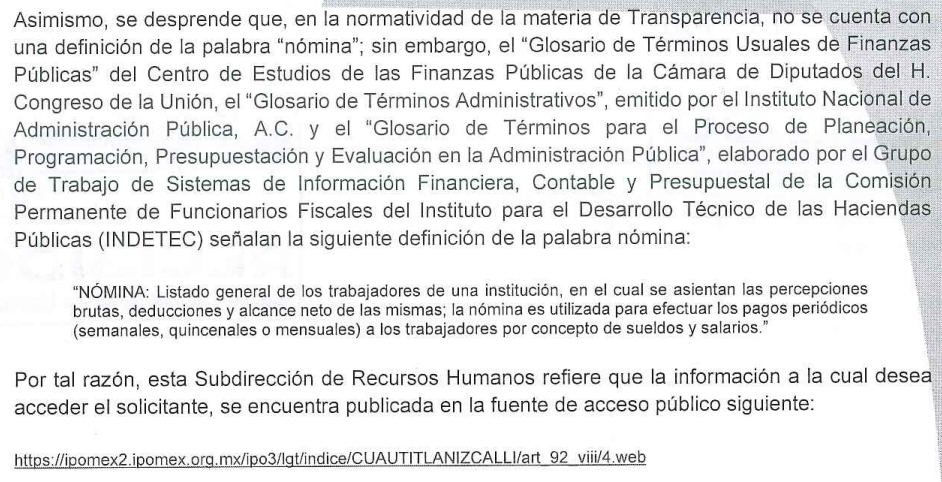 Asimismo, se desprende que, en la normatividad de la materia de Transparencia, no se cuenta con
una definición de la palabra “nómina”; sin embargo, el “Glosario de Términos Usuales de Finanzas
Públicas” del Centro de Estudios de las Finanzas Públicas de la Cámara de Diputados del H.
Congreso de la Unión, el “Glosario de Términos Administrativos”, emitido por el Instituto Nacional de
Administración Pública, A.C. y el “Glosario de Términos para el Proceso de Planeación,
Programación, Presupuestación y Evaluación en la Administración Pública”, elaborado por el Grupo
de Trabajo de Sistemas de Información Financiera, Contable y Presupuestal de la Comisión
Permanente de Funcionarios Fiscales del Instituto para el Desarrollo Técnico de las Haciendas
Públicas (INDETEC) señalan la siguiente definición de la palabra nómina:
“NÓMINA: Listado general de los trabajadores de una institución, en el cual se asientan las percepciones
brutas, deducciones y alcance neto de las mismas; la nómina es utilizada para efectuar los pagos periódicos
(semanales, quincenales o mensuales) a los trabajadores por concepto de sueldos y salarios.”
Por tal razón, esta Subdirección de Recursos Humanos refiere que la información a la cual desea
acceder el solicitante, se encuentra publicada en la fuente de acceso público siguiente:
https://ipomex2.ipomex.org.mx/ipo3/lgt/indice/CUAUTITLANIZCALLI/art_92_viii/4.web